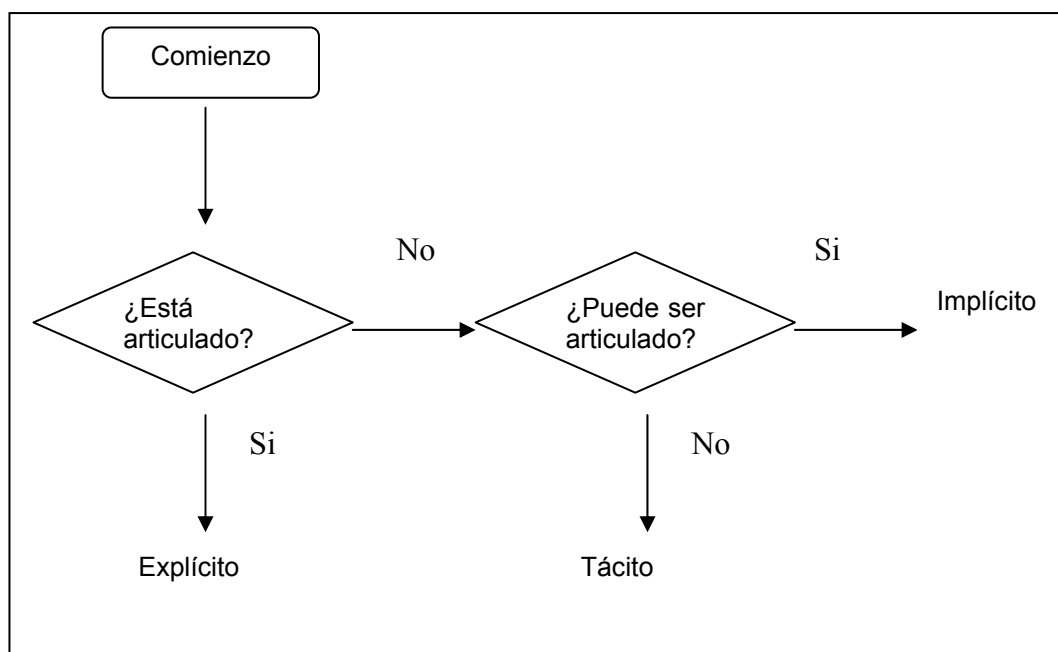 Comienzo
No
Si
¿Está
articulado?
¿Puede ser
articulado?
Implícito
Si
No
Explícito
Tácito